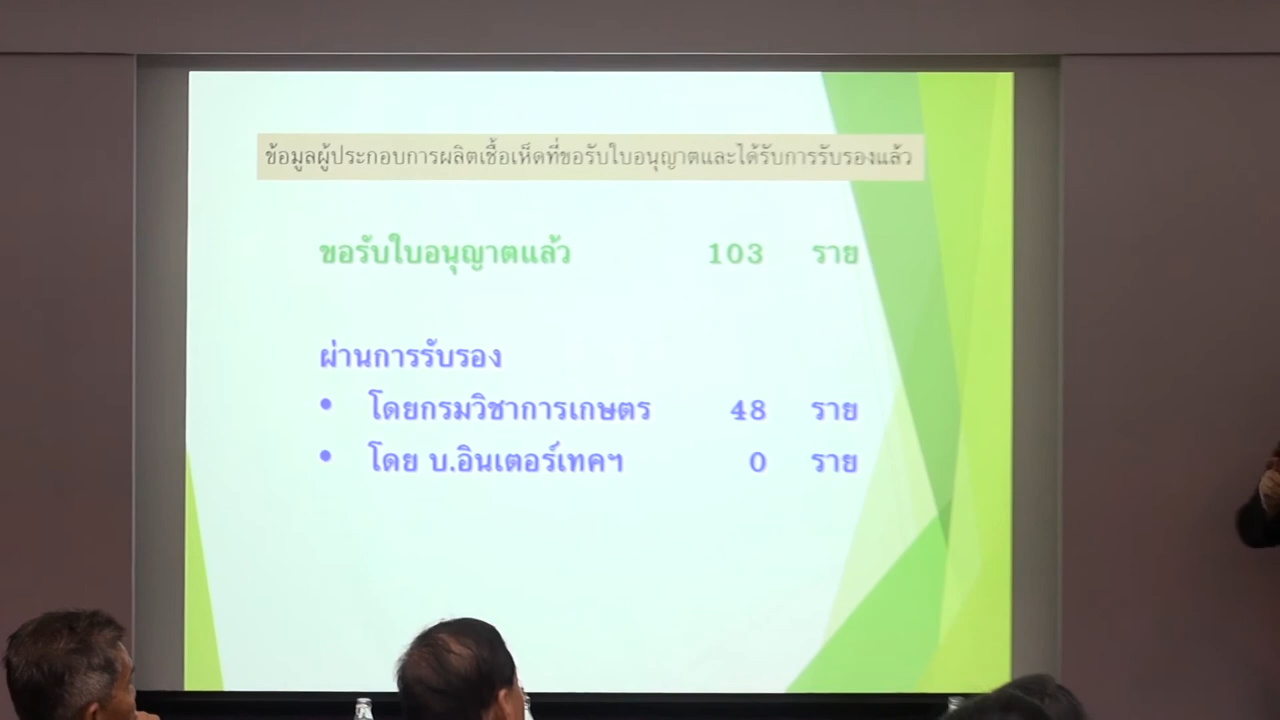 ข้อมูลผู้ประกอบการผลิตเชื้อเห็ดที่ขอรับใบอนุญาตและได้รับการรับรองแล้ว
ขอรับใบอนุญาตแล้ว 103 ราย
ผ่านการรับรอง
• โดยกรมวิชาการเกษตร 48 ราย
• โดย บ.อินเตอร์เทคฯ 0 ราย